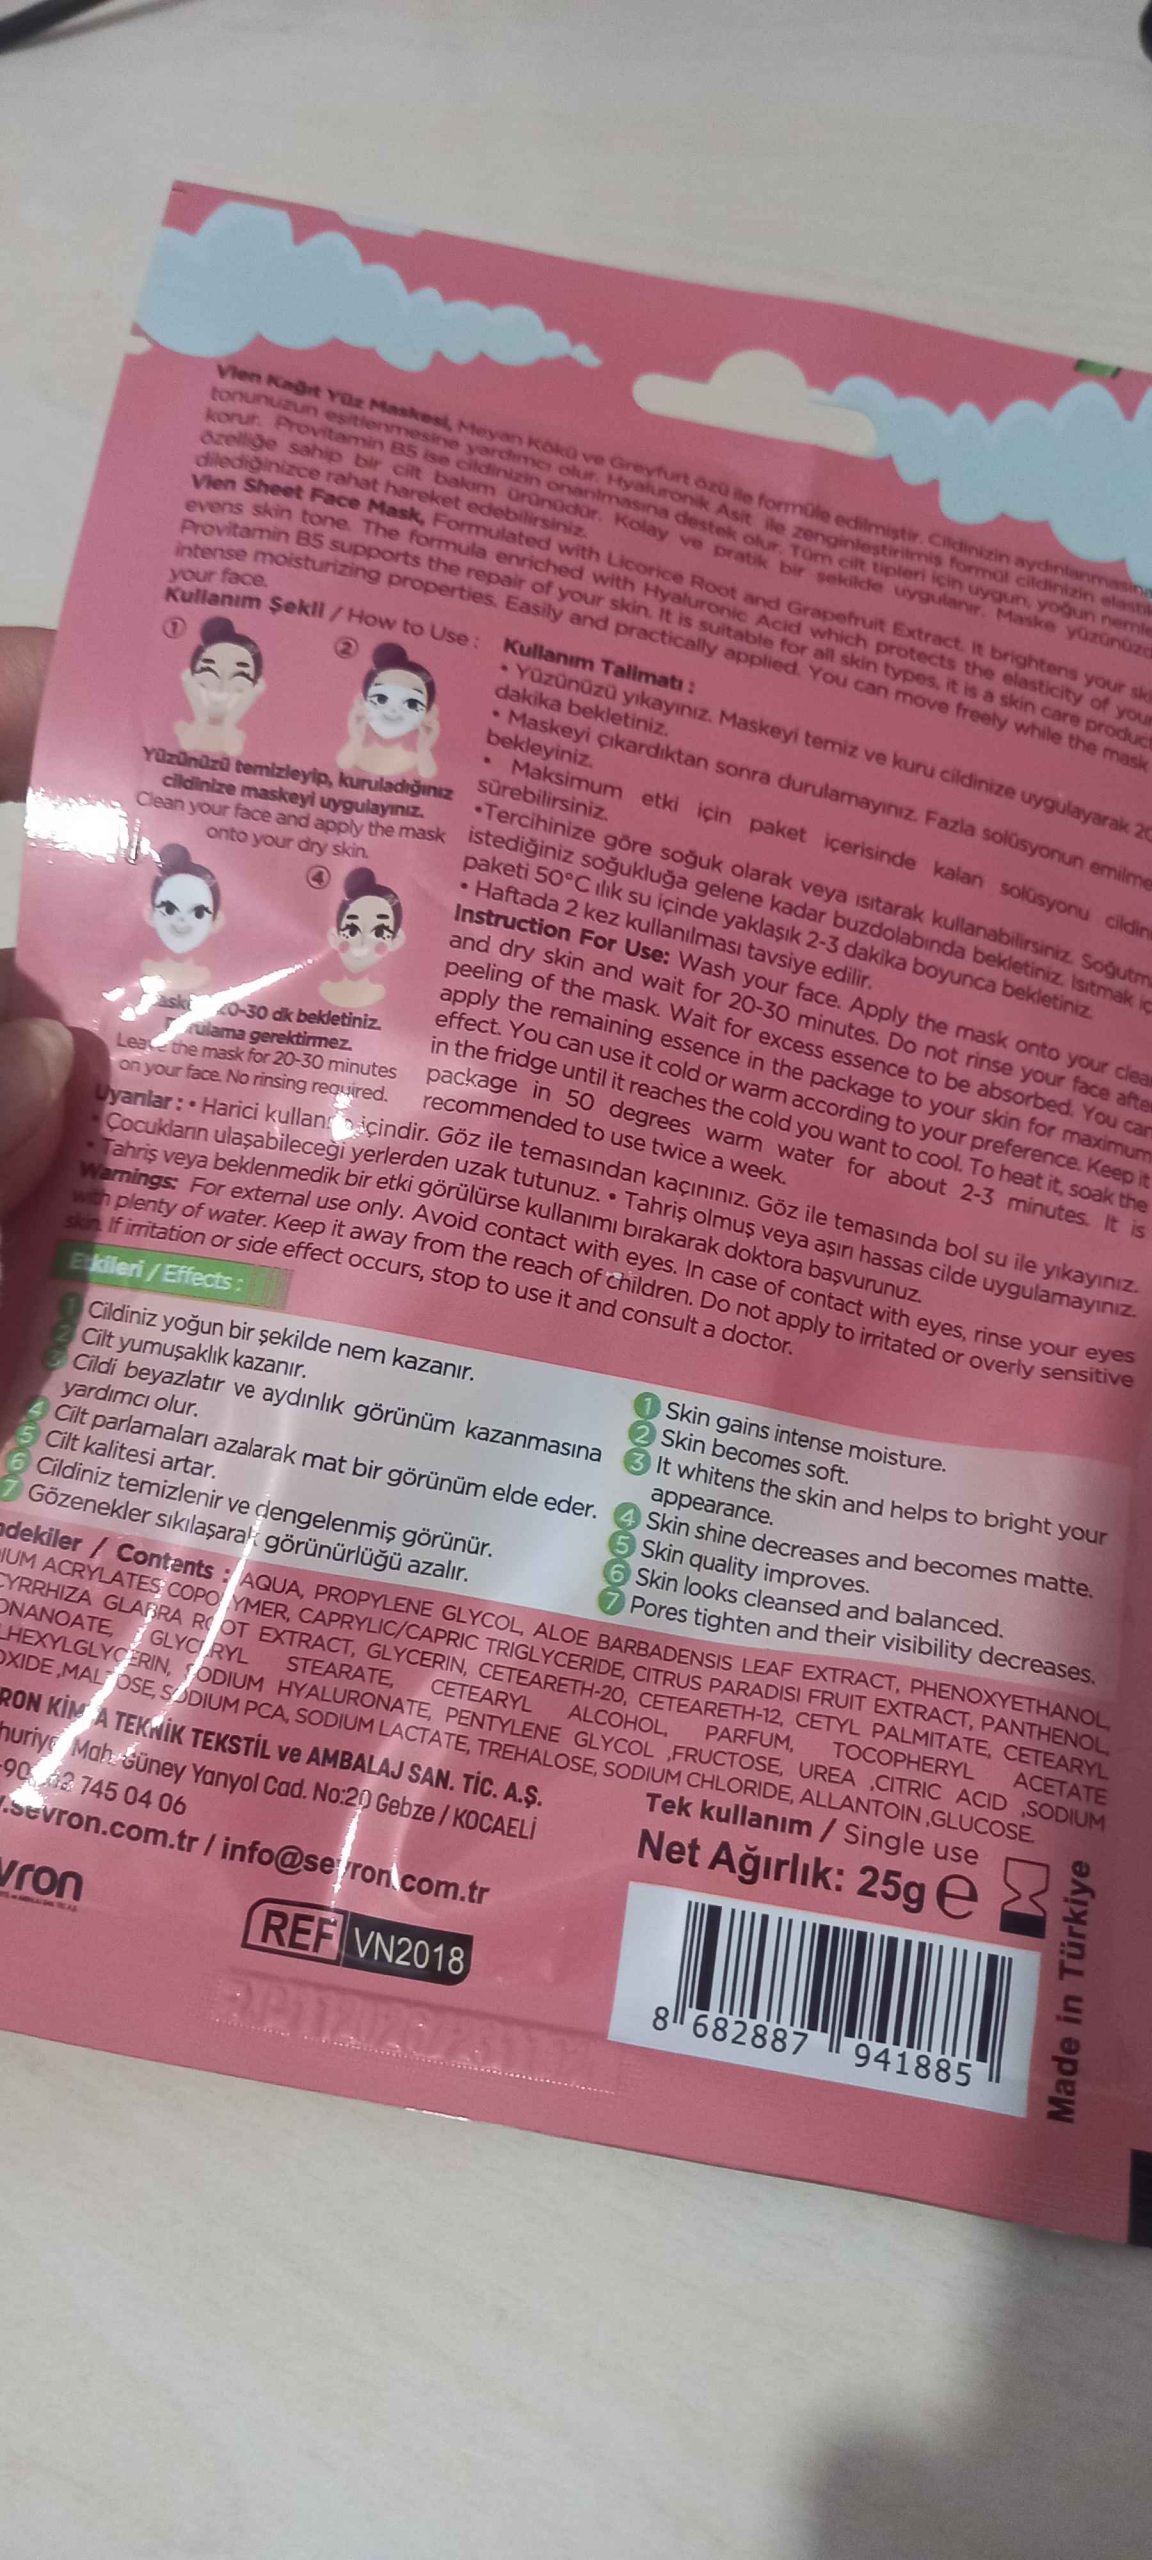 Vien Kağıt Yüz Maskesi, Meyan Kökü ve Greyfurt özü ile formüle edilmiştir. Cildinizin aydınlanmasına
tonunuzun eşitlenmesine yardımcı olur. Hyaluronik Asit ile zenginleştirilmiş formül cildinizin
korur. Provitamin B5 ise cildinizin onarılmasına destek olur. Tüm cilt tipleri için uygun, yoğun
özelliğe sahip bir cilt bakım ürünüdür. Kolay ve pratik bir şekilde uygulanır. Maske
dilediğinizce rahat hareket edebilirsiniz.
Vien Sheet Face Mask, Formulated with Licorice Root and Grapefruit Extract. It brightens your
evens skin tone. The formula enriched with Hyaluronic Acid which protects the elasticity of your
Provitamin B5 supports the repair of your skin. It is suitable for all skin types, it is a skin care product
intense moisturizing properties. Easily and practically applied. You can move freely while the mask
your face.
Kullanım Şekli / How to Use :
1
2
Yüzünüzü temizleyip, kuruladığınız
cildinize maskeyi uygulayınız.
Clean your face and apply the mask
onto your dry skin.
4
dk bekletiniz.
gerektirmez.
the mask for 20-30 minutes
on your face. No rinsing required.
Kullanım Talimatı :
• Yüzünüzü yıkayınız. Maskeyi temiz ve kuru cildinize uygulayarak
dakika bekletiniz.
• Maskeyi çıkardıktan sonra durulamayınız. Fazla solüsyonun
bekleyiniz.
• Maksimum etki için paket içerisinde kalan solüsyonu
sürebilirsiniz.
•Tercihinize göre soğuk olarak veya ısıtarak kullanabilirsiniz.
istediğiniz soğukluğa gelene kadar buzdolabında bekletiniz. Isıtmak
paketi 50°C ılık su içinde yaklaşık 2-3 dakika boyunca bekletiniz.
• Haftada 2 kez kullanılması tavsiye edilir.
Instruction For Use: Wash your face. Apply the mask onto your
and dry skin and wait for 20-30 minutes. Do not rinse your face after
peeling of the mask. Wait for excess essence to be absorbed. You can
apply the remaining essence in the package to your skin for maximum
effect. You can use it cold or warm according to your preference. Keep it
in the fridge until it reaches the cold you want to cool. To heat it, soak the
package in 50 degrees warm water for about 2-3 minutes. It is
recommended to use twice a week.
Uyarılar : • Harici kullanım içindir. Göz ile temasından kaçınınız. Göz ile temasında bol su ile yıkayınız.
• Çocukların ulaşabileceği yerlerden uzak tutunuz. • Tahriş olmuş veya aşırı hassas cilde uygulamayınız.
• Tahriş veya beklenmedik bir etki görülürse kullanımı bırakarak doktora başvurunuz.
Warnings: For external use only. Avoid contact with eyes. In case of contact with eyes, rinse your eyes
with plenty of water. Keep it away from the reach of children. Do not apply to irritated or overly sensitive
skin. If irritation or side effect occurs, stop to use it and consult a doctor.
Etkileri / Effects :
1 Cildiniz yoğun bir şekilde nem kazanır.
2 Cilt yumuşaklık kazanır.
3 Cildi beyazlatır ve aydınlık görünüm kazanmasına
yardımcı olur.
4 Cilt parlamaları azalarak mat bir görünüm elde eder.
5 Cilt kalitesi artar.
6 Cildiniz temizlenir ve dengelenmiş görünür.
7 Gözenekler sıkılaşarak görünürlüğü azalır.
1 Skin gains intense moisture.
2 Skin becomes soft.
3 It whitens the skin and helps to bright your
appearance.
4 Skin shine decreases and becomes matte.
5 Skin quality improves.
6 Skin looks cleansed and balanced.
7 Pores tighten and their visibility decreases.
/ Contents : AQUA, PROPYLENE GLYCOL, ALOE BARBADENSIS LEAF EXTRACT, PHENOXYETHANOL,
ACRYLATES COPOLYMER, CAPRYLIC/CAPRIC TRIGLYCERIDE, CITRUS PARADISI FRUIT EXTRACT, PANTHENOL,
GLABRA ROOT EXTRACT, GLYCERIN, CETEARETH-20, CETEARETH-12, CETYL PALMITATE, CETEARYL
GLYCERYL STEARATE, CETEARYL ALCOHOL, PARFUM, TOCOPHERYL ACETATE
SODIUM HYALURONATE, PENTYLENE GLYCOL ,FRUCTOSE, UREA ,CITRIC ACID ,SODIUM
,MALTOSE, SODIUM PCA, SODIUM LACTATE, TREHALOSE, SODIUM CHLORIDE, ALLANTOIN ,GLUCOSE.
KİMYA TEKNİK TEKSTİL ve AMBALAJ SAN. TİC. A.Ş.
Mah. Güney Yanyol Cad. No:20 Gebze / KOCAELİ
745 04 06
.sevron.com.tr / info@sevron.com.tr
vron
REF VN2018
Tek kullanım / Single use
Net Ağırlık: 25g e
8 682887 941885
Made in Türkiye